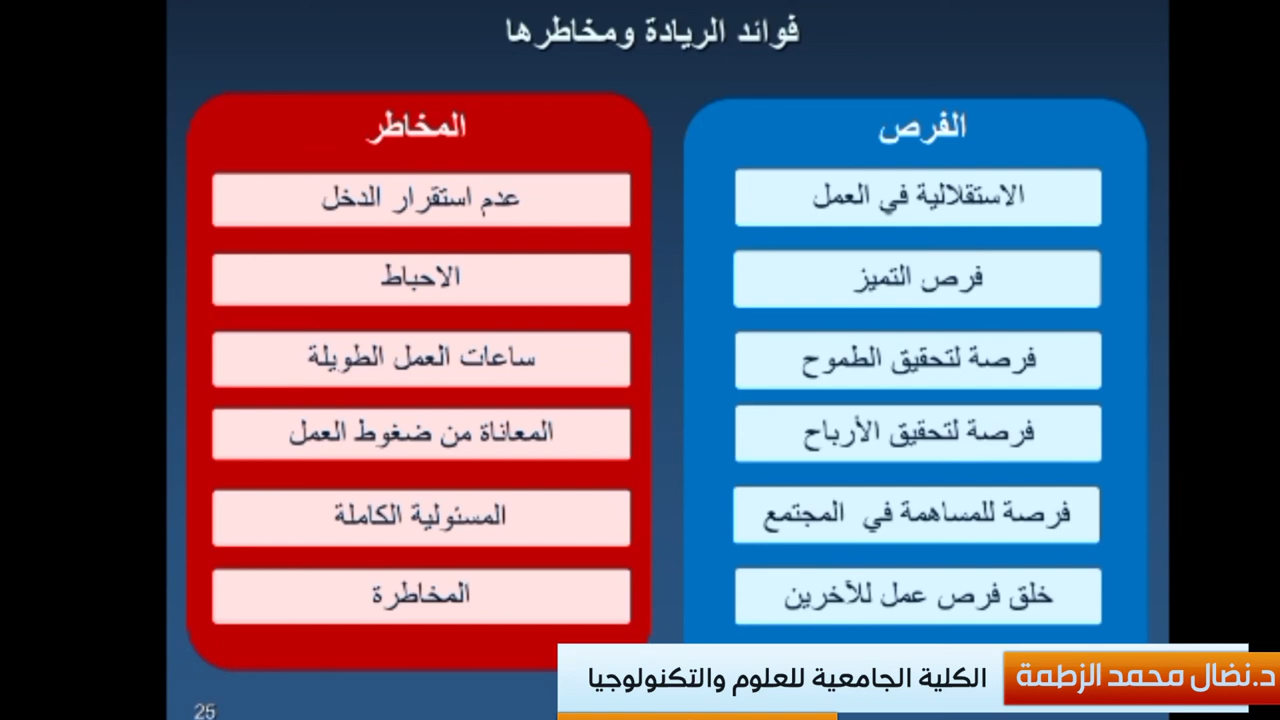 فوائد الريادة ومخاطرها
الفرص
الاستقلالية في العمل
فرص التميز
فرصة لتحقيق الطموح
فرصة لتحقيق الأرباح
فرصة للمساهمة في المجتمع
خلق فرص عمل للآخرين
المخاطر
عدم استقرار الدخل
الاحباط
ساعات العمل الطويلة
المعاناة من ضغوط العمل
المسئولية الكاملة
المخاطرة
د.نضال محمد الزطمة
الكلية الجامعية للعلوم والتكنولوجيا
25